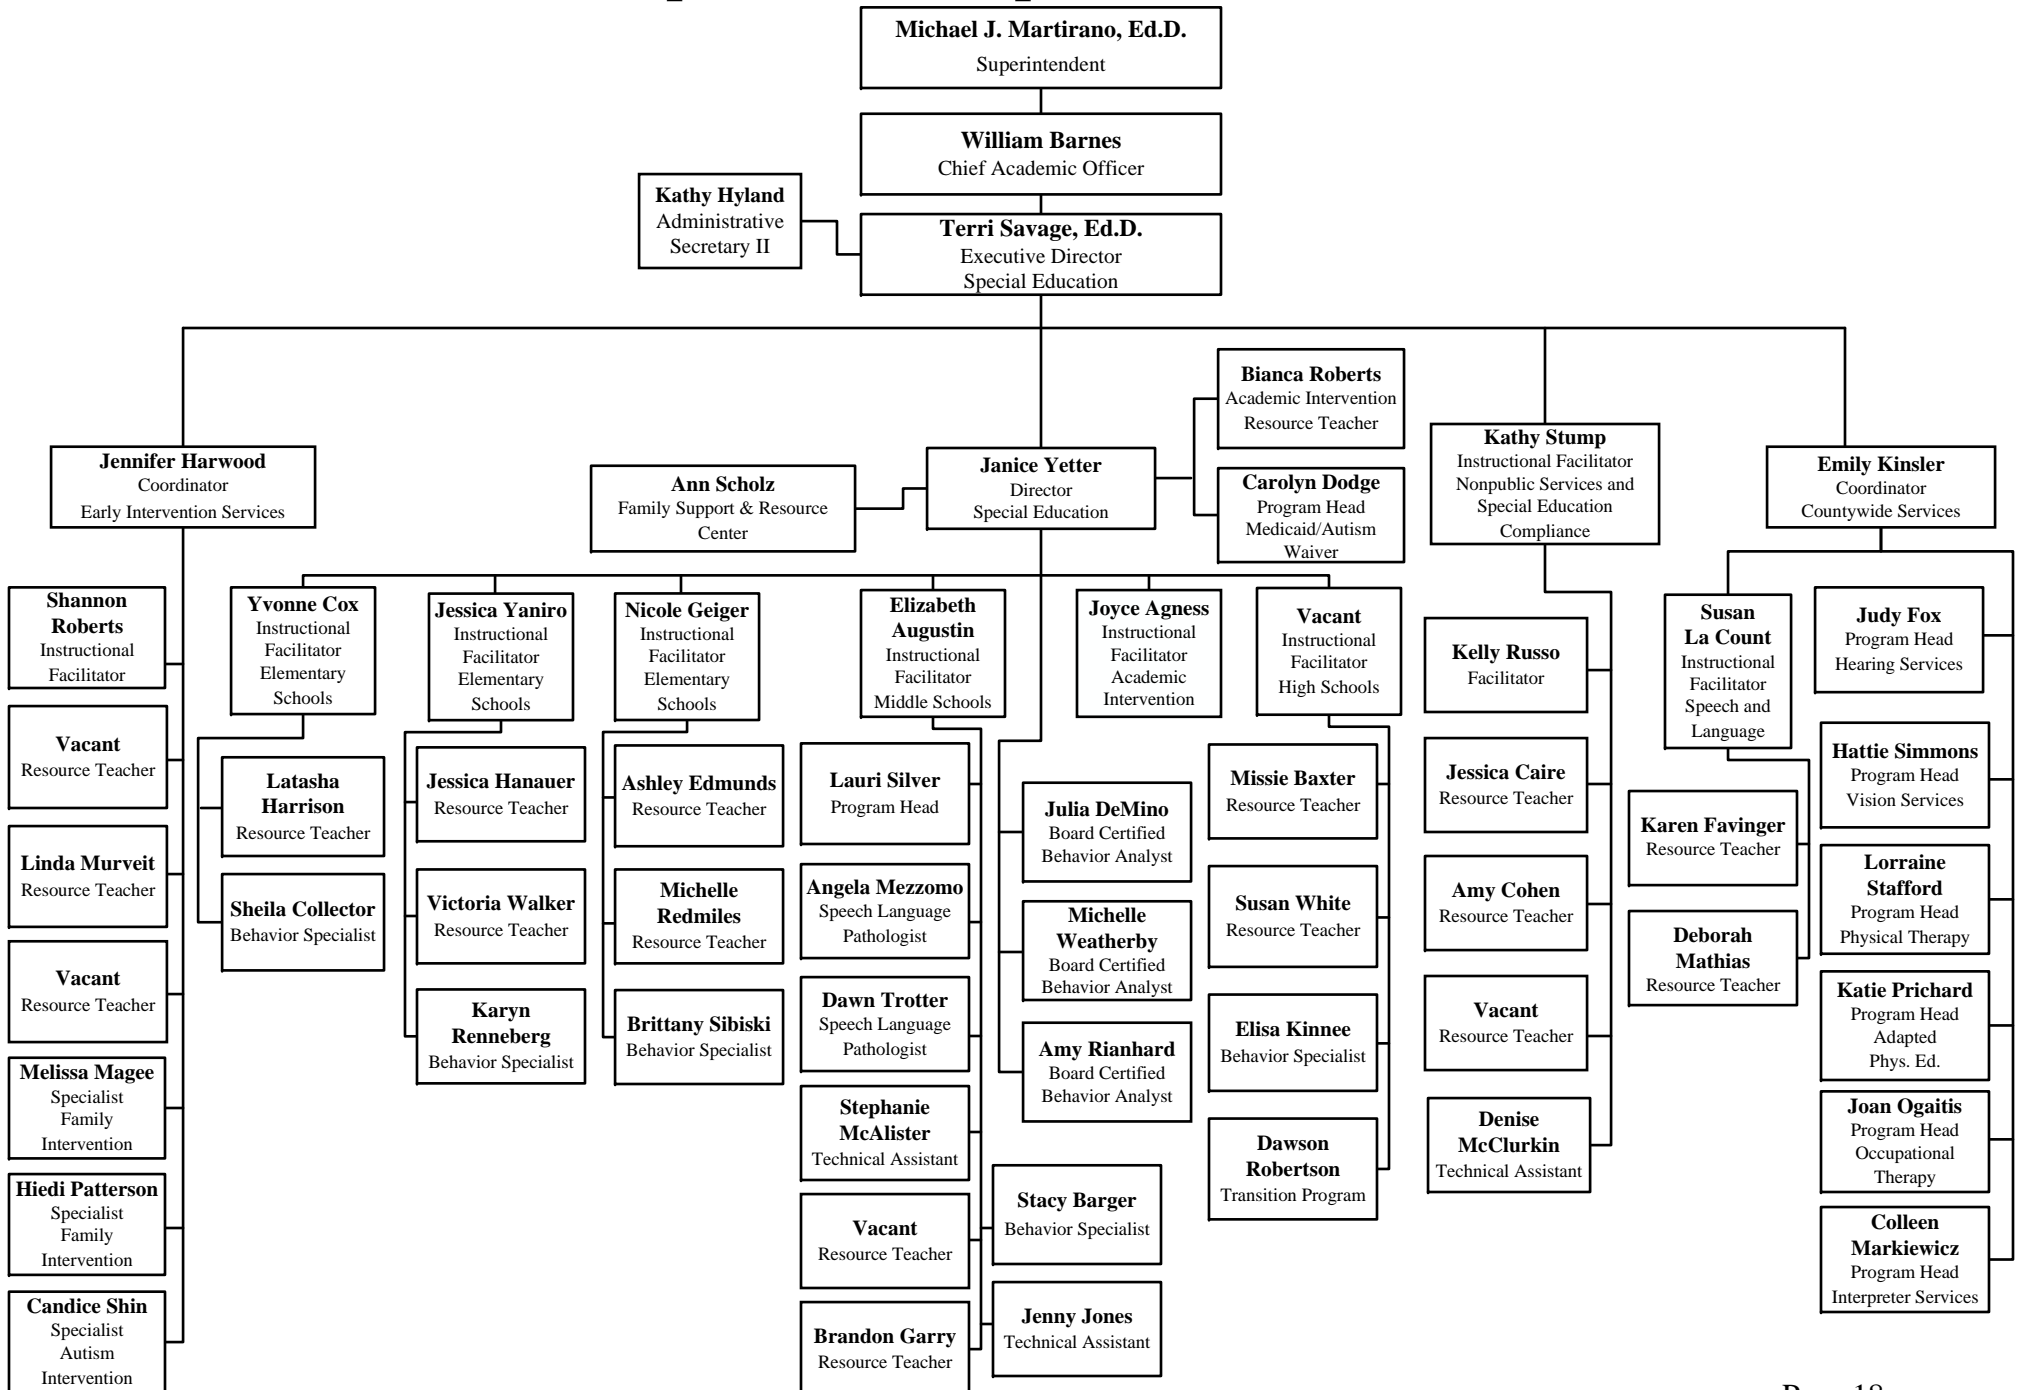 Michael J. Martirano, Ed.D.
Superintendent
William Barnes
Chief Academic Officer
Kathy Hyland
Administrative
Secretary II
Terri Savage, Ed.D.
Executive Director
Special Education
Bianca Roberts
Academic Intervention
Resource Teacher
Carolyn Dodge
Program Head
Medicaid/Autism
Waiver
Jennifer Harwood
Coordinator
Early Intervention Services
Ann Scholz
Family Support & Resource
Center
Janice Yetter
Director
Special Education
Kathy Stump
Instructional Facilitator
Nonpublic Services and
Special Education
Compliance
Emily Kinsler
Coordinator
Countywide Services
Shannon
Roberts
Instructional
Facilitator
Vacant
Resource Teacher
Linda Murveit
Resource Teacher
Vacant
Resource Teacher
Melissa Magee
Specialist
Family
Intervention
Hiedi Patterson
Specialist
Family
Intervention
Candice Shin
Specialist
Autism
Intervention
Yvonne Cox
Instructional
Facilitator
Elementary
Schools
Latasha
Harrison
Resource Teacher
Sheila Collector
Behavior Specialist
Jessica Yaniro
Instructional
Facilitator
Elementary
Schools
Jessica Hanauer
Resource Teacher
Victoria Walker
Resource Teacher
Karyn
Renneberg
Behavior Specialist
Nicole Geiger
Instructional
Facilitator
Elementary
Schools
Ashley Edmunds
Resource Teacher
Michelle
Redmiles
Resource Teacher
Brittany Sibiski
Behavior Specialist
Elizabeth
Augustin
Instructional
Facilitator
Middle Schools
Lauri Silver
Program Head
Angela Mezzomo
Speech Language
Pathologist
Dawn Trotter
Speech Language
Pathologist
Stephanie
McAlister
Technical Assistant
Vacant
Resource Teacher
Brandon Garry
Resource Teacher
Stacy Barger
Behavior Specialist
Jenny Jones
Technical Assistant
Joyce Agness
Instructional
Facilitator
Academic
Intervention
Julia DeMino
Board Certified
Behavior Analyst
Michelle
Weatherby
Board Certified
Behavior Analyst
Amy Rianhard
Board Certified
Behavior Analyst
Vacant
Instructional
Facilitator
High Schools
Missie Baxter
Resource Teacher
Susan White
Resource Teacher
Elisa Kinnee
Behavior Specialist
Dawson
Robertson
Transition Program
Kelly Russo
Facilitator
Jessica Caire
Resource Teacher
Amy Cohen
Resource Teacher
Vacant
Resource Teacher
Denise
McClurkin
Technical Assistant
Susan
La Count
Instructional
Facilitator
Speech and
Language
Karen Favinger
Resource Teacher
Deborah
Mathias
Resource Teacher
Judy Fox
Program Head
Hearing Services
Hattie Simmons
Program Head
Vision Services
Lorraine
Stafford
Program Head
Physical Therapy
Katie Prichard
Program Head
Adapted
Phys. Ed.
Joan Ogaitis
Program Head
Occupational
Therapy
Colleen
Markiewicz
Program Head
Interpreter Services